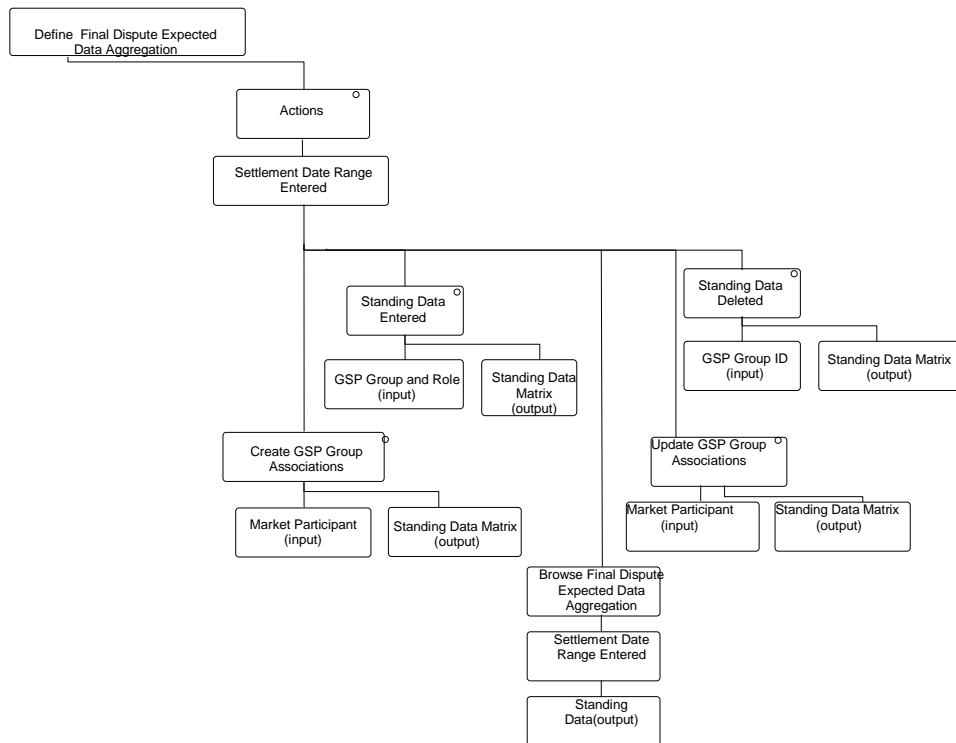 Define Final Dispute Expected
Data Aggregation
Actions
Settlement Date Range
Entered
Standing Data
Entered
GSP Group and Role
(input)
Standing Data
Matrix
(output)
Standing Data
Deleted
GSP Group ID
(input)
Standing Data Matrix
(output)
Create GSP Group
Associations
Market Participant
(input)
Standing Data Matrix
(output)
Update GSP Group
Associations
Market Participant
(input)
Standing Data Matrix
(output)
Browse Final Dispute
Expected Data
Aggregation
Settlement Date
Range Entered
Standing
Data(output)